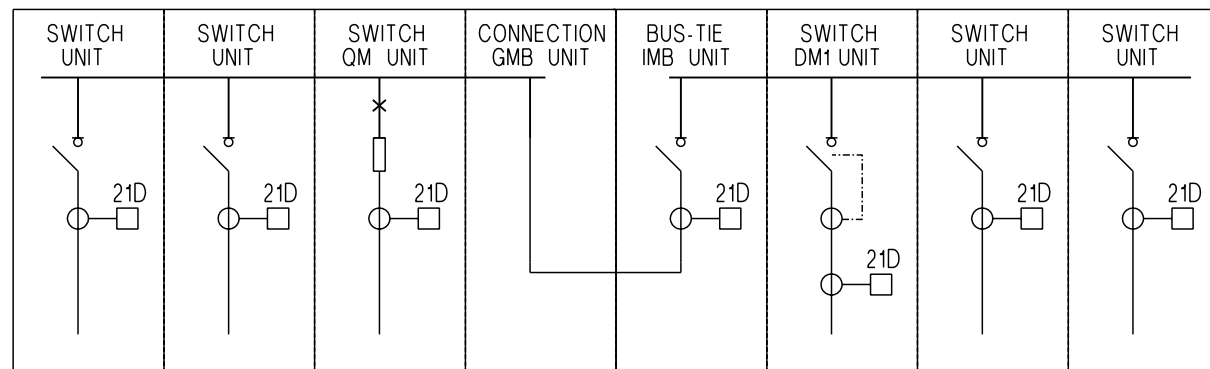 SWITCH
UNIT
SWITCH
UNIT
SWITCH
QM UNIT
CONNECTION
GMB UNIT
BUS-TIE
IMB UNIT
SWITCH
DM1 UNIT
SWITCH
UNIT
SWITCH
UNIT
21D
21D
21D
21D
21D
21D
21D